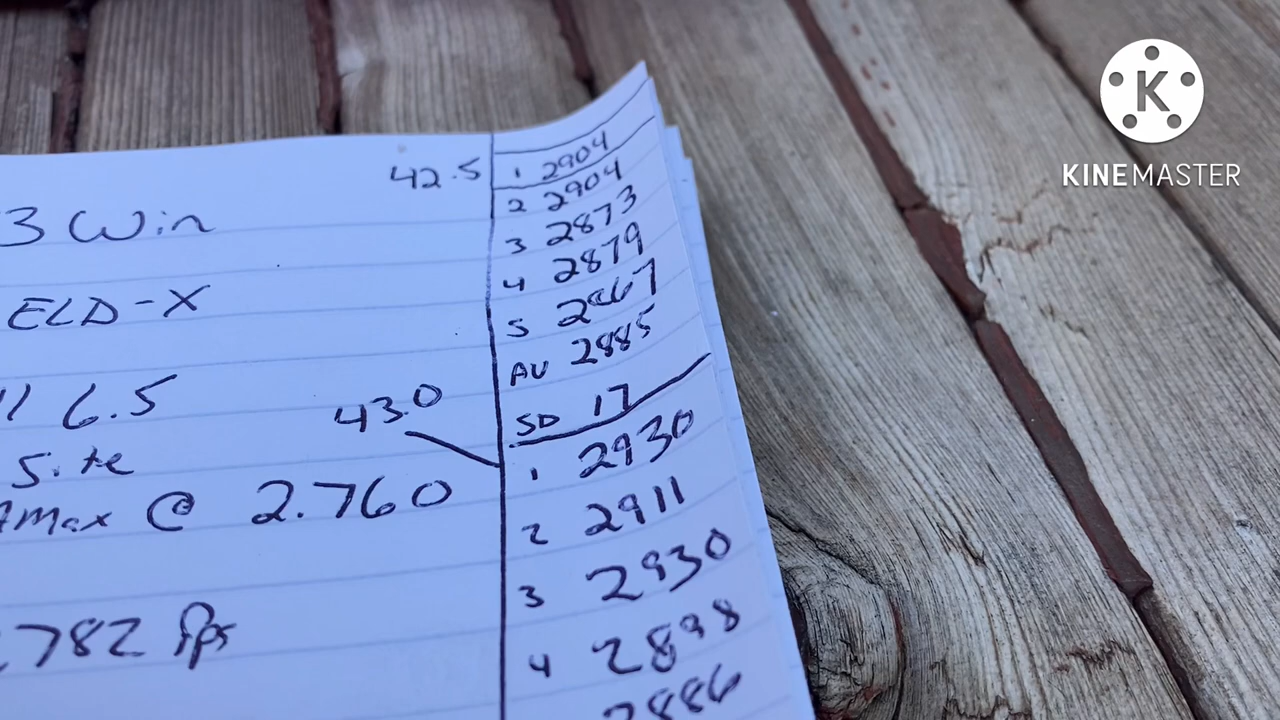 42.5
1 2904
2 2904
3 2873
4 2879
5 2867
AV 2885
SD 17
3 Win
ELD-X
6.5
Site
Max @ 2.760
782 fps
43.0
1 2930
2 2911
3 2930
4 2898
2886
K
KINEMASTER